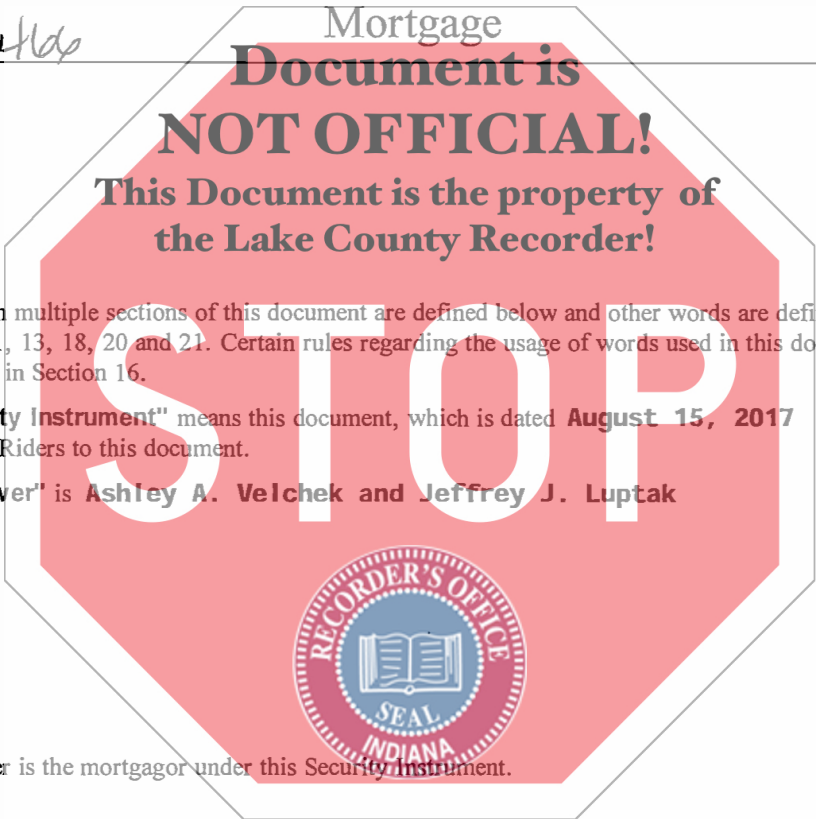 Mortgage
Document is
NOT OFFICIAL!
This Document is the property of
the Lake County Recorder!
multiple sections of this document are defined below and other words are defi
, 13, 18, 20 and 21. Certain rules regarding the usage of words used in this do
in Section 16.
ty Instrument" means this document, which is dated August 15, 2017
Riders to this document.
er" is Ashley A. Velchek and Jeffrey J. Luptak
STOP
RECORDER'S OFFICE
SEAL
INDIANA
r is the mortgagor under this Security Instrument.